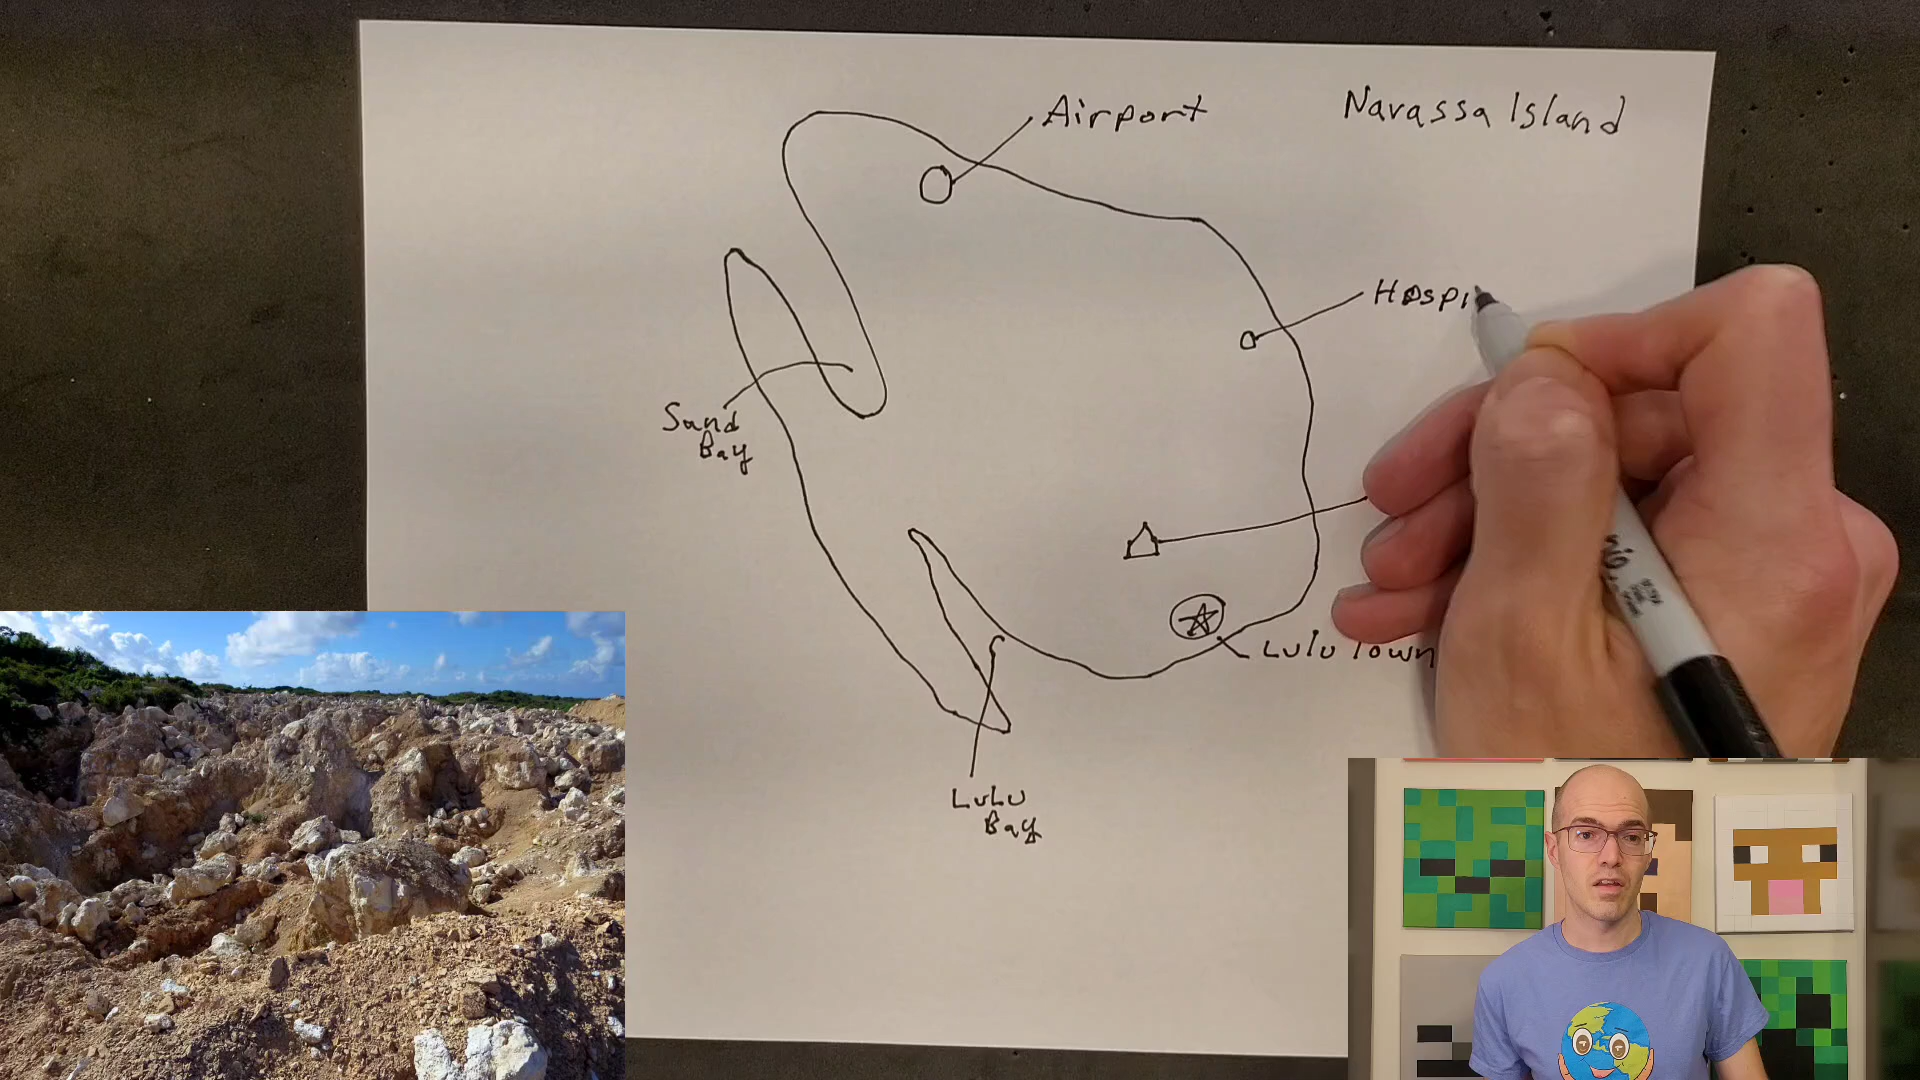 Airport
Navassa Island
Hospi
Sand
Bay
Lulu Town
LuLu
Bay